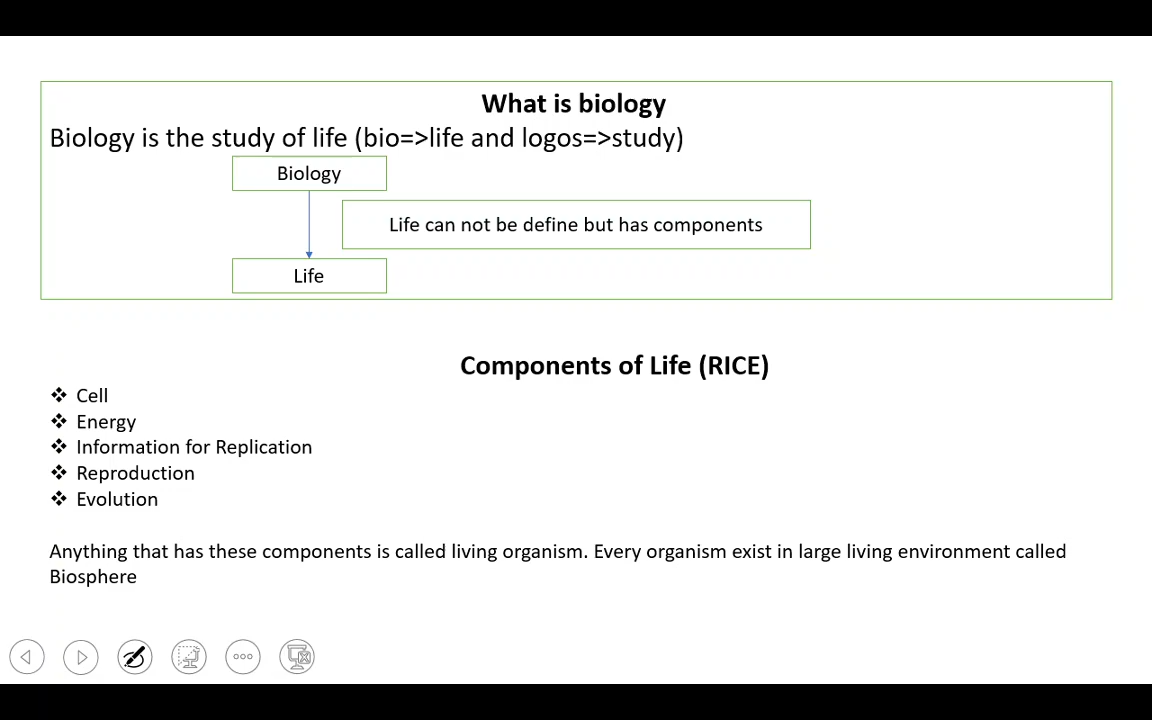 What is biology
Biology is the study of life (bio=>life and logos=>study)
Biology
Life can not be define but has components
Life
Components of Life (RICE)
❖ Cell
❖ Energy
❖ Information for Replication
❖ Reproduction
❖ Evolution
Anything that has these components is called living organism. Every organism exist in large living environment called
Biosphere